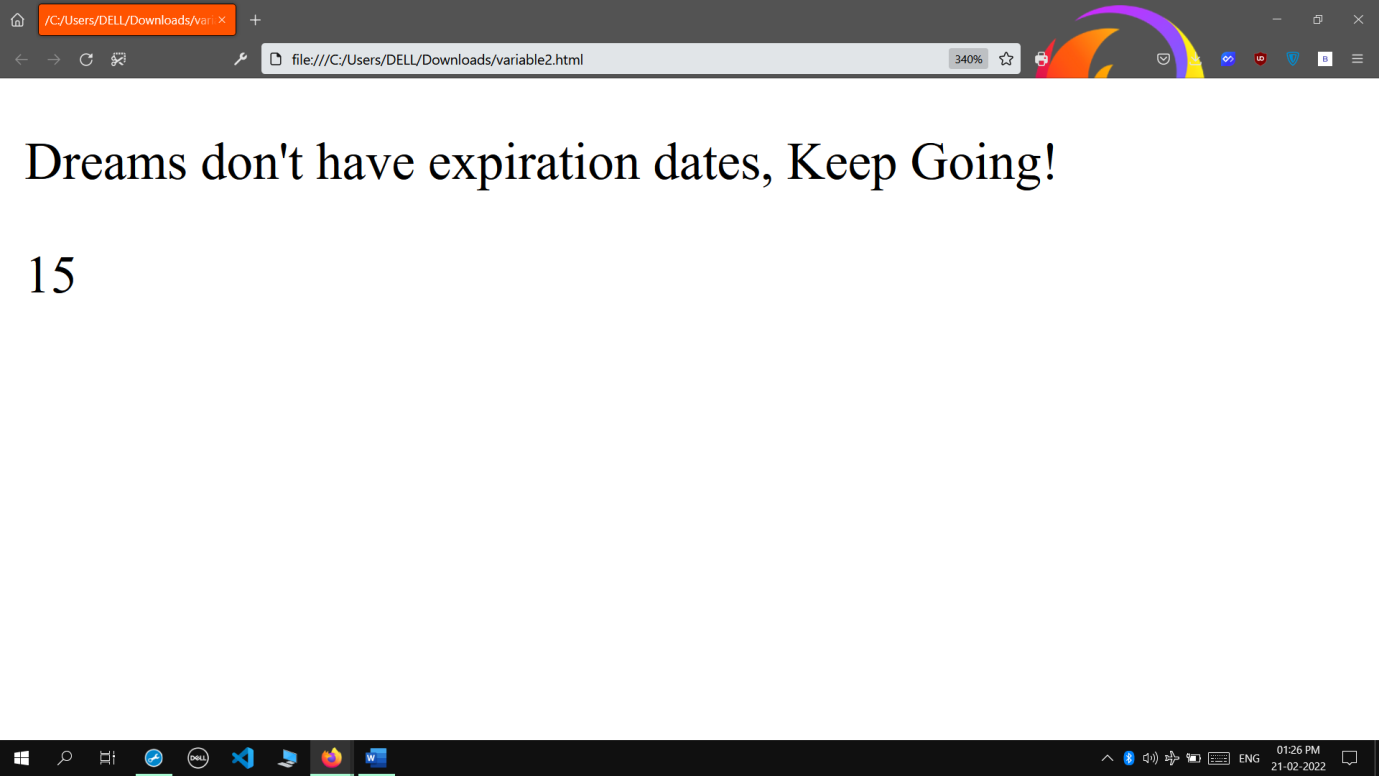 /C:/Users/DELL/Downloads/vari
file:///C:/Users/DELL/Downloads/variable2.html
340%
Dreams don't have expiration dates, Keep Going!
15
ENG
01:26 PM
21-02-2022